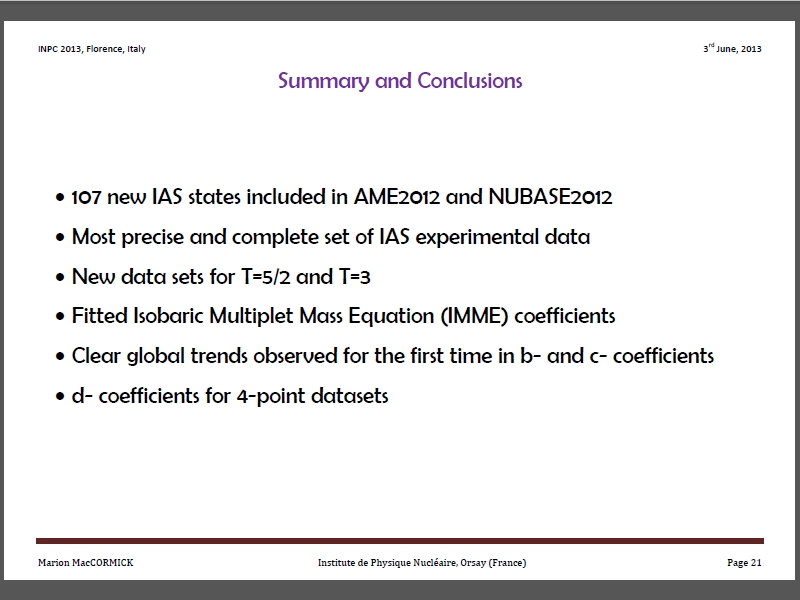 INPC 2013, Florence, Italy
3rd June, 2013
Summary and Conclusions
• 107 new IAS states included in AME2012 and NUBASE2012
• Most precise and complete set of IAS experimental data
• New data sets for T=5/2 and T=3
• Fitted Isobaric Multiplet Mass Equation (IMME) coefficients
• Clear global trends observed for the first time in b- and c- coefficients
• d- coefficients for 4-point datasets
Marion MacCORMICK
Institute de Physique Nucléaire, Orsay (France)
Page 21